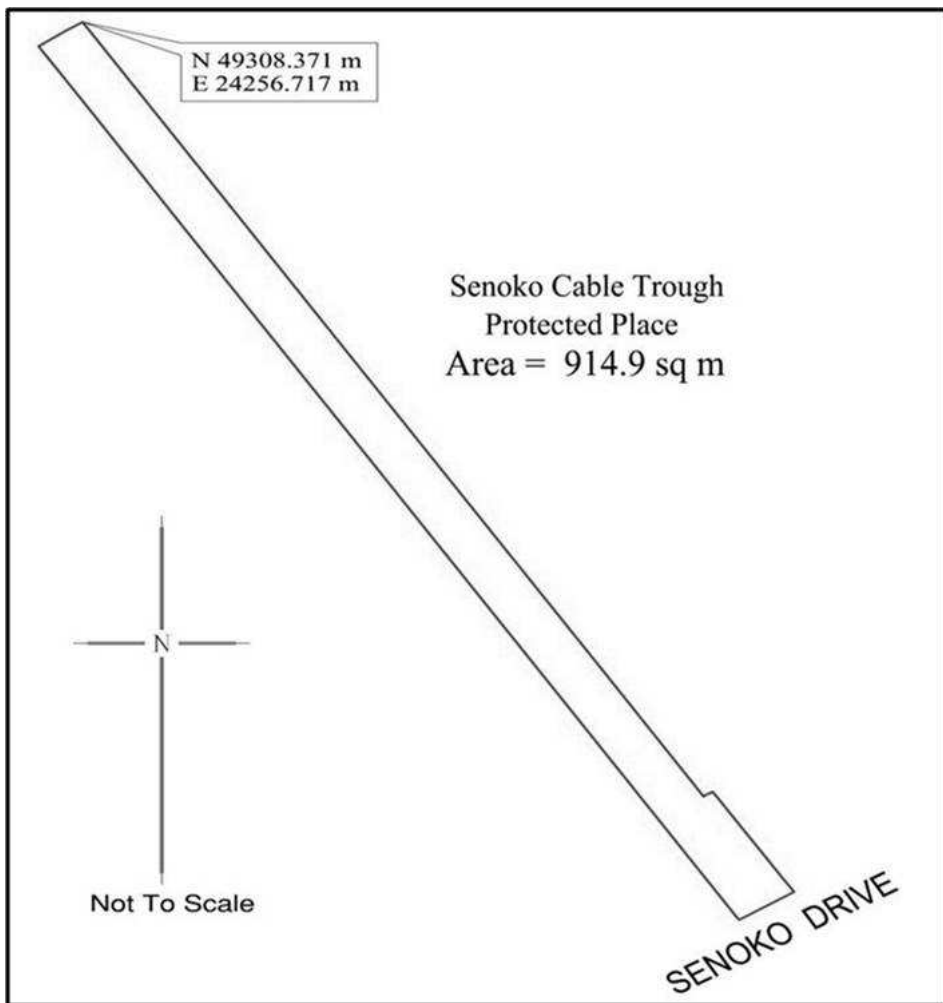 N 49308.371 m
E 24256.717 m
Senoko Cable Trough
Protected Place
Area = 914.9 sq m
N
Not To Scale
SENOKO DRIVE